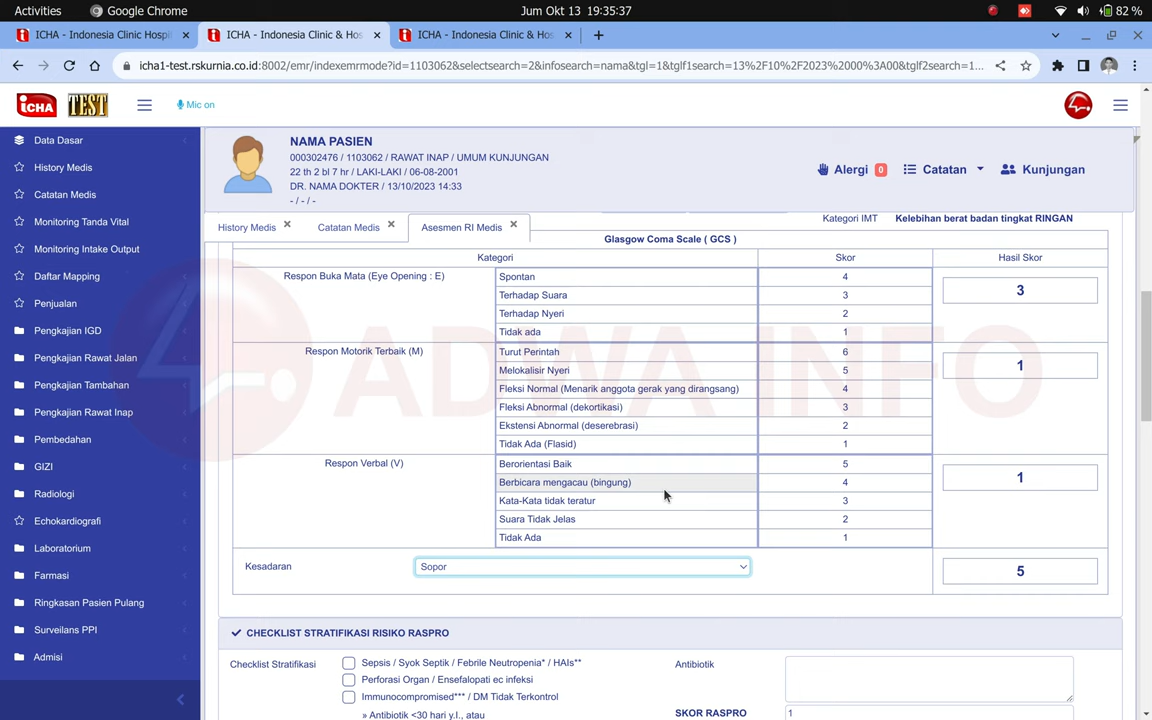 Activities
Google Chrome
Jum Okt 13 19:35:37
82 %
ICHA - Indonesia Clinic Hospi
ICHA - Indonesia Clinic & Hos
ICHA - Indonesia Clinic & Hos
icha1-test.rskurnia.co.id:8002/emr/indexemrmode?id=1103062&selectsearch=2&infosearch=nama&tgl=1&tglf1search=13%2F10%2F2023%2000%3A00&tglf2search=1...
iCHA TEST
Mic on
Data Dasar
History Medis
Catatan Medis
Monitoring Tanda Vital
Monitoring Intake Output
Daftar Mapping
Penjualan
Pengkajian IGD
Pengkajian Rawat Jalan
Pengkajian Tambahan
Pengkajian Rawat Inap
Pembedahan
GIZI
Radiologi
Echokardiografi
Laboratorium
Farmasi
Ringkasan Pasien Pulang
Surveilans PPI
Admisi
NAMA PASIEN
000302476 / 1103062 / RAWAT INAP / UMUM KUNJUNGAN
22 th 2 bl 7 hr / LAKI-LAKI / 06-08-2001
DR. NAMA DOKTER / 13/10/2023 14:33
- / - / -
Alergi 0
Catatan
Kunjungan
History Medis
Catatan Medis
Asesmen RI Medis
Kategori IMT Kelebihan berat badan tingkat RINGAN
Glasgow Coma Scale ( GCS )
Kategori Skor Hasil Skor
Respon Buka Mata (Eye Opening : E) Spontan 4 3
Terhadap Suara 3
Terhadap Nyeri 2
Tidak ada 1
Respon Motorik Terbaik (M) Turut Perintah 6 1
Melokalisir Nyeri 5
Fleksi Normal (Menarik anggota gerak yang dirangsang) 4
Fleksi Abnormal (dekortikasi) 3
Ekstensi Abnormal (deserebrasi) 2
Tidak Ada (Flasid) 1
Respon Verbal (V) Berorientasi Baik 5 1
Berbicara mengacau (bingung) 4
Kata-Kata tidak teratur 3
Suara Tidak Jelas 2
Tidak Ada 1
Kesadaran Sopor 5
CHECKLIST STRATIFIKASI RISIKO RASPRO
Checklist Stratifikasi Sepsis / Syok Septik / Febrile Neutropenia* / HAIs** Antibiotik
Perforasi Organ / Ensefalopati ec infeksi
Immunocompromised*** / DM Tidak Terkontrol
» Antibiotik <30 hari y.l., atau SKOR RASPRO 1
ADWA INFO